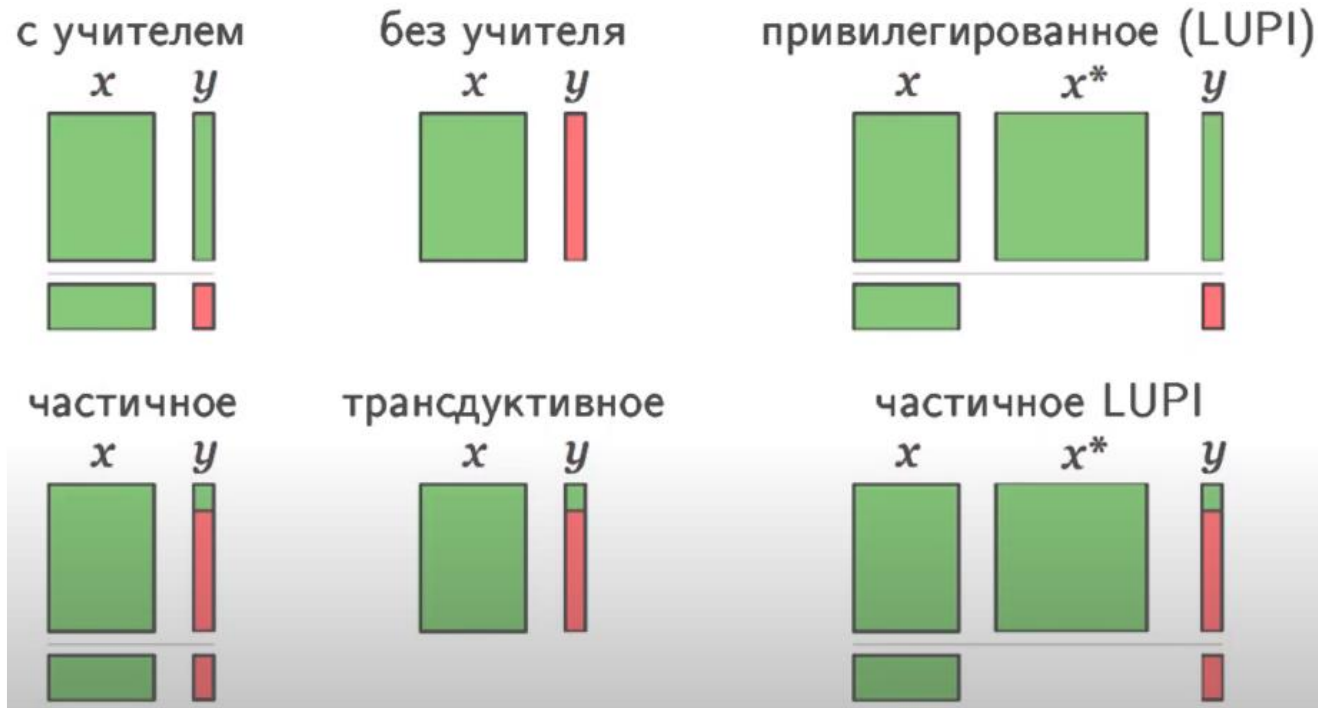 с учителем
x y
без учителя
x y
привилегированное (LUPI)
x x* y
частичное
x y
трансдуктивное
x y
частичное LUPI
x x* y